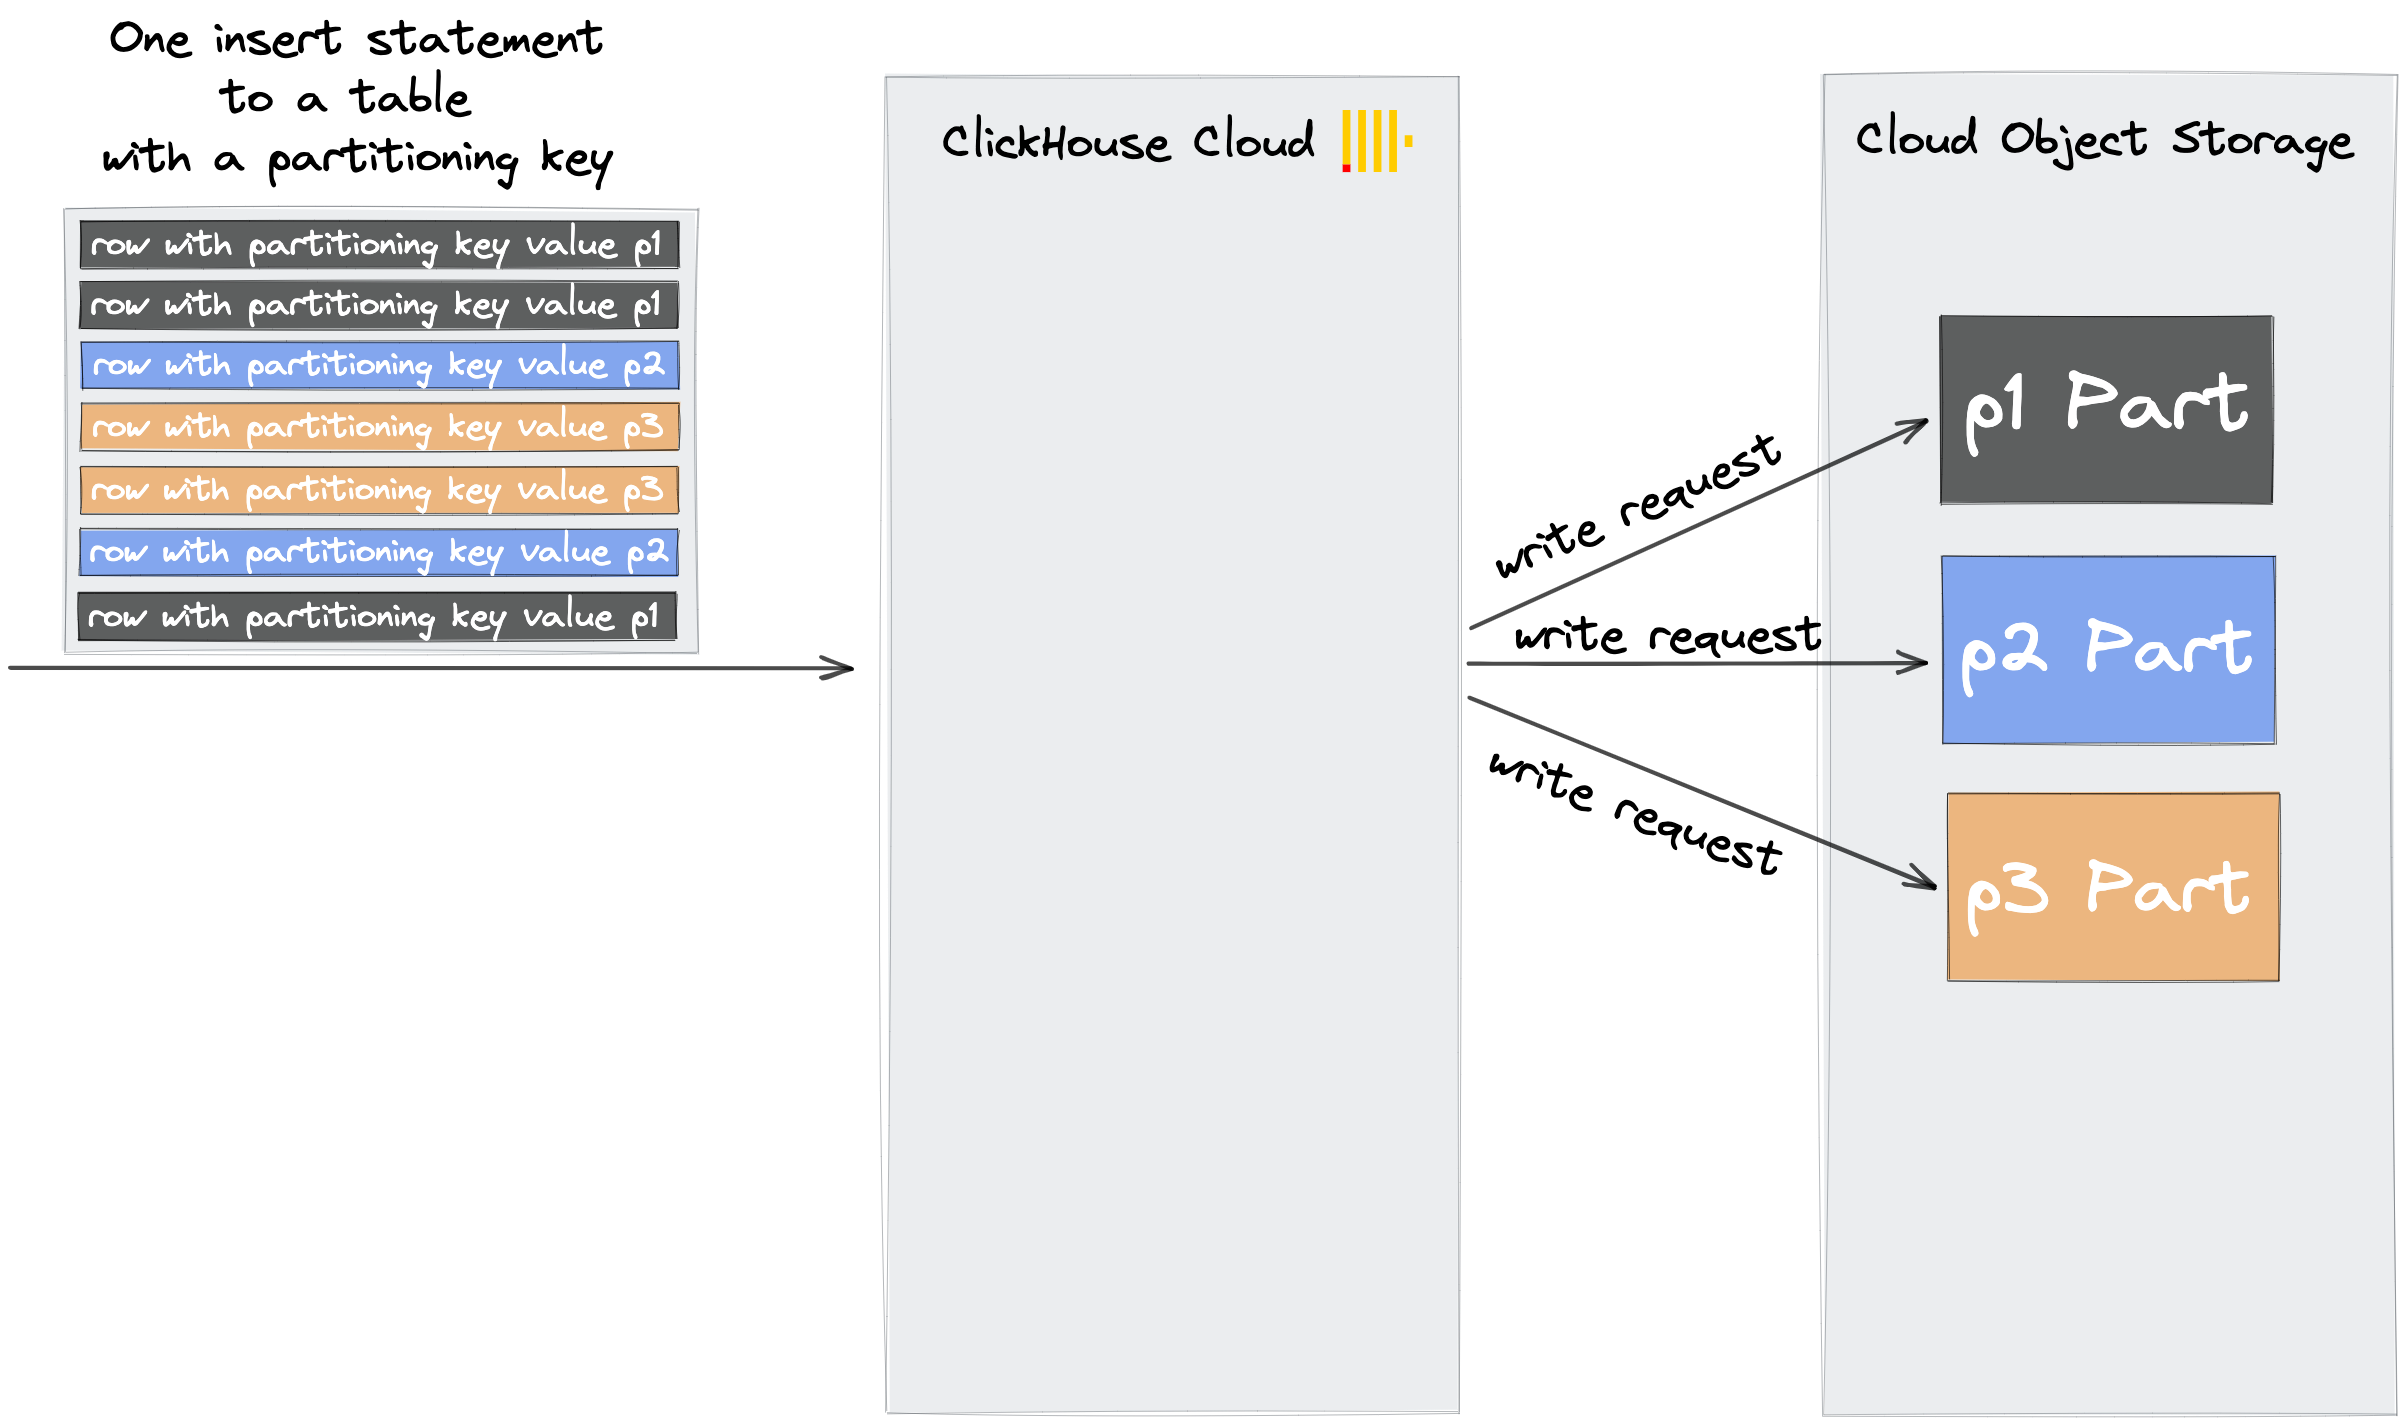 One insert statement
to a table
with a partitioning key
row with partitioning key value p1
row with partitioning key value p1
row with partitioning key value p2
row with partitioning key value p3
row with partitioning key value p3
row with partitioning key value p2
row with partitioning key value p1
ClickHouse Cloud
write request
write request
write request
Cloud Object Storage
p1 Part
p2 Part
p3 Part